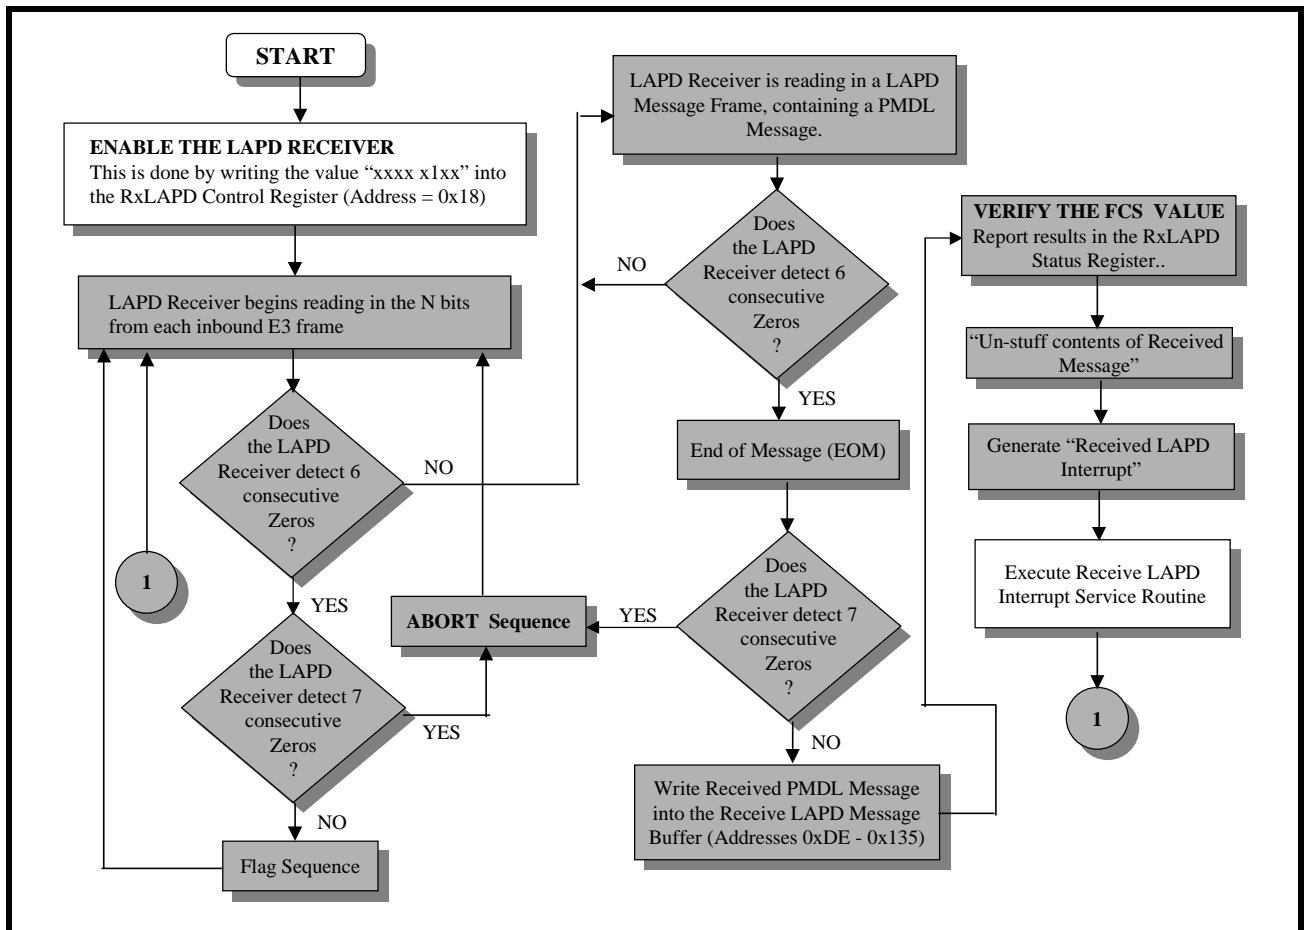 START
ENABLE THE LAPD RECEIVER
This is done by writing the value “xxxx x1xx” into
the RxLAPD Control Register (Address = 0x18)
LAPD Receiver begins reading in the N bits
from each inbound E3 frame
Does
the LAPD
Receiver detect 6
consecutive
Zeros
?
NO
YES
1
Does
the LAPD
Receiver detect 7
consecutive
Zeros
?
YES
NO
Flag Sequence
ABORT Sequence
LAPD Receiver is reading in a LAPD
Message Frame, containing a PMDL
Message.
Does
the LAPD
Receiver detect 6
consecutive
Zeros
?
NO
YES
End of Message (EOM)
Does
the LAPD
Receiver detect 7
consecutive
Zeros
?
YES
NO
Write Received PMDL Message
into the Receive LAPD Message
Buffer (Addresses 0xDE - 0x135)
VERIFY THE FCS VALUE
Report results in the RxLAPD
Status Register..
“Un-stuff contents of Received
Message”
Generate “Received LAPD
Interrupt”
Execute Receive LAPD
Interrupt Service Routine
1